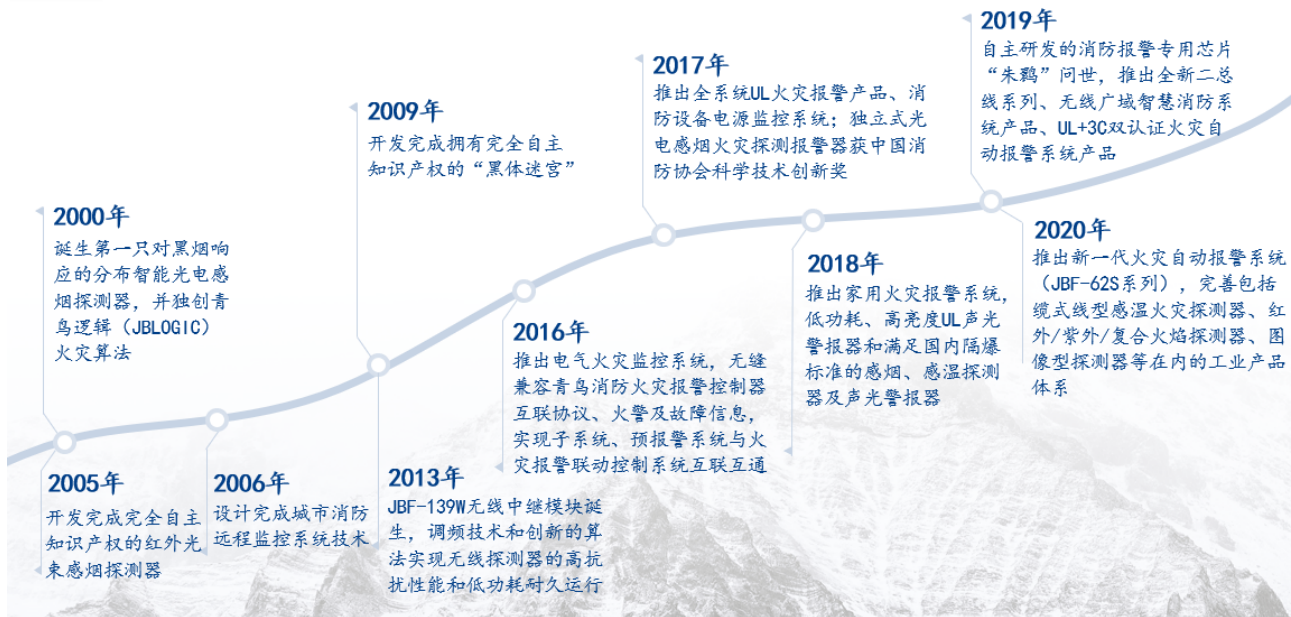 2000年
诞生第一只对黑烟响
应的分布智能光电感
烟探测器，并独创青
鸟逻辑（JBLOGIC）
火灾算法
2005年
开发完成完全自主
知识产权的红外光
束感烟探测器
2006年
设计完成城市消防
远程监控系统技术
2009年
开发完成拥有完全自主
知识产权的“黑体迷宫”
2013年
JBF-139W无线中继模块诞
生，调频技术和创新的算
法实现无线探测器的高抗
扰性能和低功耗耐久运行
2016年
推出电气火灾监控系统，无缝
兼容青鸟消防火灾报警控制器
互联协议、火警及故障信息，
实现子系统、预报警系统与火
灾报警联动控制系统互联互通
2017年
推出全系统UL火灾报警产品、消
防设备电源监控系统；独立式光
电感烟火灾探测报警器获中国消
防协会科学技术创新奖
2018年
推出家用火灾报警系统，
低功耗、高亮度UL声光
警报器和满足国内隔爆
标准的感烟、感温探测
器及声光警报器
2019年
自主研发的消防报警专用芯片
“朱鹮”问世，推出全新二总
线系列、无线广域智慧消防系
统产品、UL+3C双认证火灾自
动报警系统产品
2020年
推出新一代火灾自动报警系统
（JBF-62S系列），完善包括
缆式线型感温火灾探测器、红
外/紫外/复合火焰探测器、图
像型探测器等在内的工业产品
体系